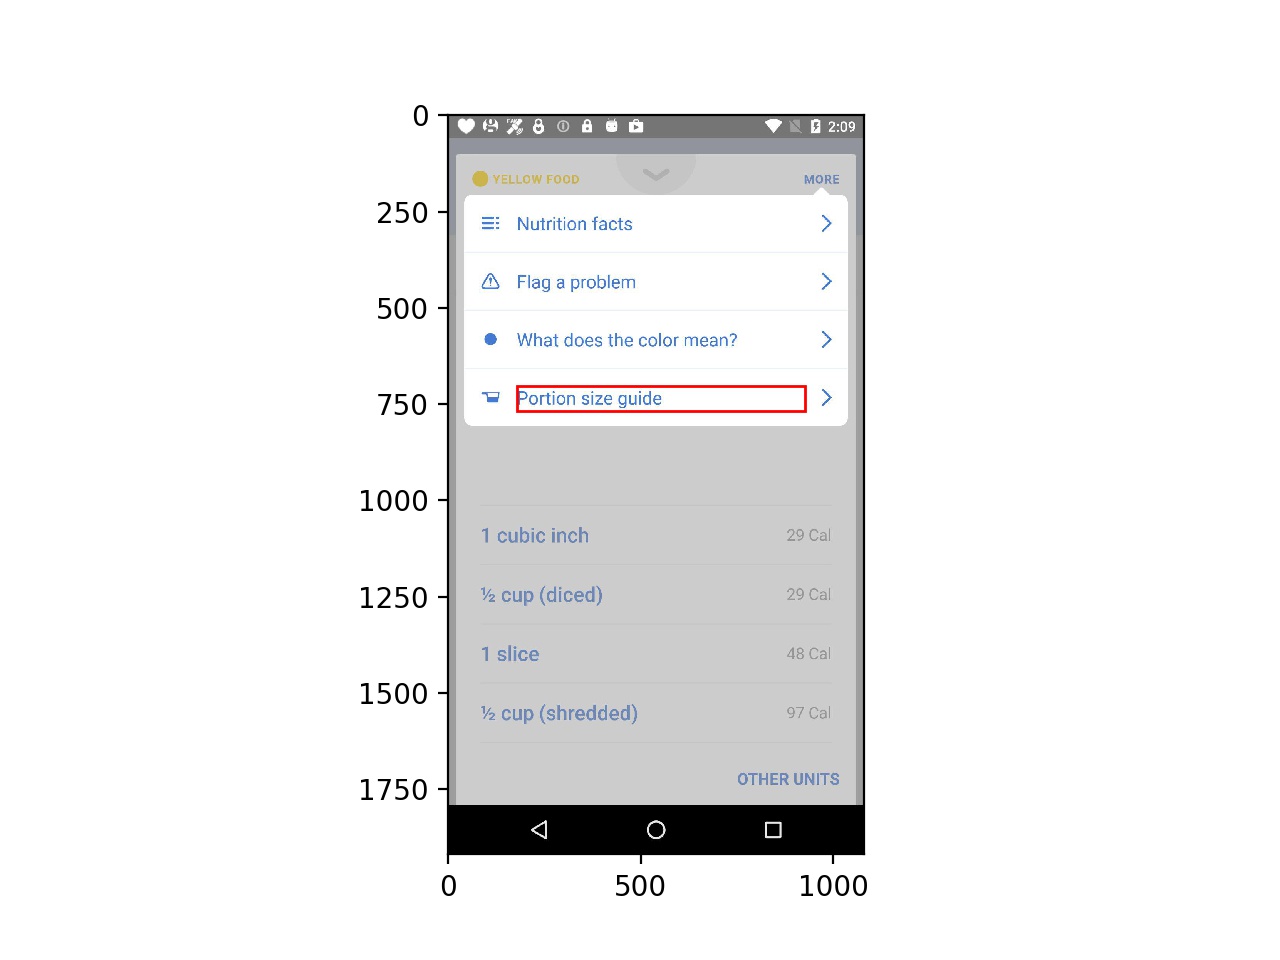 0
250
500
750
1000
1250
1500
1750
0 500 1000
2:09
YELLOW FOOD MORE
Nutrition facts
Flag a problem
What does the color mean?
Portion size guide
1 cubic inch 29 Cal
½ cup (diced) 29 Cal
1 slice 48 Cal
½ cup (shredded) 97 Cal
OTHER UNITS